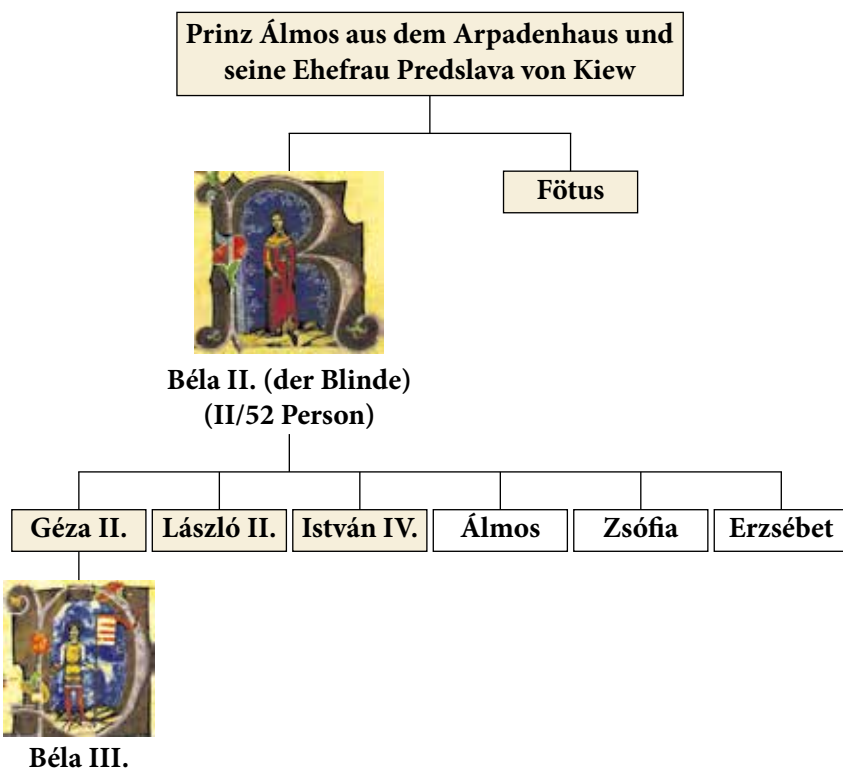 Prinz Álmos aus dem Arpadenhaus und
seine Ehefrau Predslava von Kiew
Fötus
Béla II. (der Blinde)
(II/52 Person)
Géza II.
László II.
István IV.
Álmos
Zsófia
Erzsébet
Béla III.